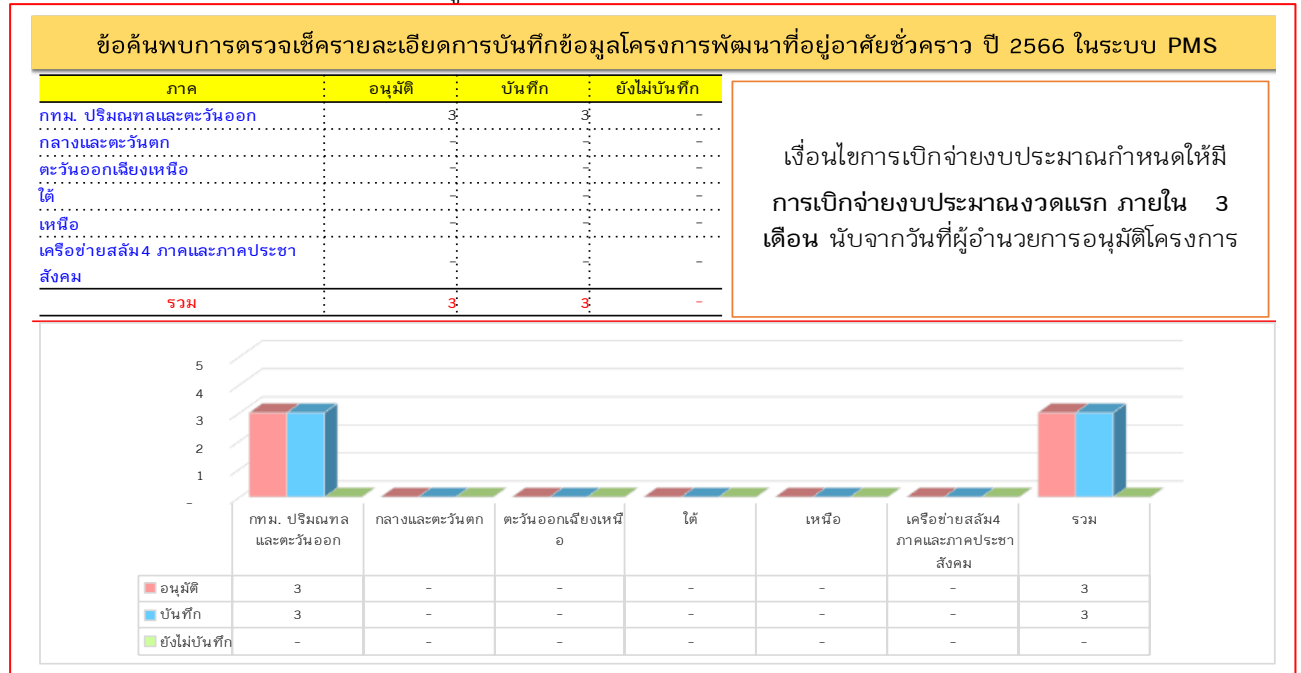 ข้อค้นพบการตรวจเช็ครายละเอียดการบันทึกข้อมูลโครงการพัฒนาที่อยู่อาศัยชั่วคราว ปี 2566 ในระบบ PMS
ภาค อนุมัติ บันทึก ยังไม่บันทึก
กทม. ปริมณฑลและตะวันออก 3 3 -
กลางและตะวันตก - - -
ตะวันออกเฉียงเหนือ - - -
ใต้ - - -
เหนือ - - -
เครือข่ายสลัม4 ภาคและภาคประชา
สังคม - - -
รวม 3 3 -
เงื่อนไขการเบิกจ่ายงบประมาณกำหนดให้มี
การเบิกจ่ายงบประมาณงวดแรก ภายใน 3
เดือน นับจากวันที่ผู้อำนวยการอนุมัติโครงการ
5
4
3
2
1
-
กทม. ปริมณฑล กลางและตะวันตก ตะวันออกเฉียงเหนื ใต้ เหนือ เครือข่ายสลัม4 รวม
และตะวันออก อ ภาคและภาคประชา
สังคม
อนุมัติ 3 - - - - - 3
บันทึก 3 - - - - - 3
ยังไม่บันทึก - - - - - - -